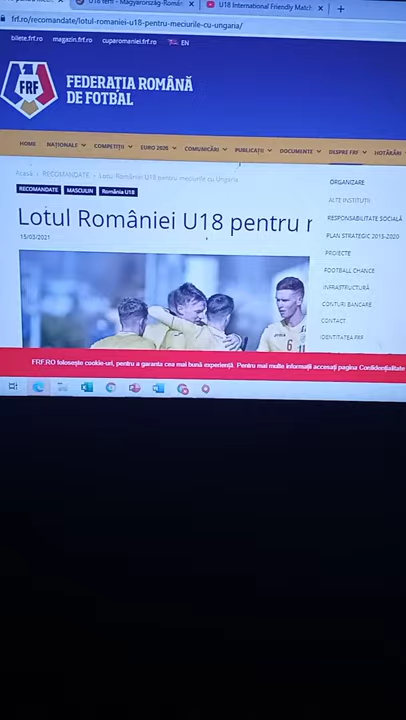 U18 fem - Magyarország-Român
U18 International Friendly Match
frf.ro/recomandate/lotul-romaniei-u18-pentru-meciurile-cu-ungaria/
bilete.frf.ro magazin.frf.ro cuparomaniei.frf.ro EN
FRF
FEDERAȚIA ROMÂNĂ
DE FOTBAL
HOME NAȚIONALE COMPETIȚII EURO 2020 COMUNICĂRI PUBLICAȚII DOCUMENTE DESPRE FRF HOTĂRÂRI
Acasă RECOMANDATE Lotul României U18 pentru meciurile cu Ungaria
RECOMANDATE MASCULIN România U18
Lotul României U18 pentru
15/03/2021
ORGANIZARE
ALTE INSTITUȚII
RESPONSABILITATE SOCIALĂ
PLAN STRATEGIC 2015-2020
PROIECTE
FOOTBALL CHANCE
INFRASTRUCTURĂ
CONTURI BANCARE
CONTACT
IDENTITATEA FRF
6
FRF.RO folosește cookie-uri, pentru a garanta cea mai bună experiență. Pentru mai multe informații accesați pagina Confidențialitate